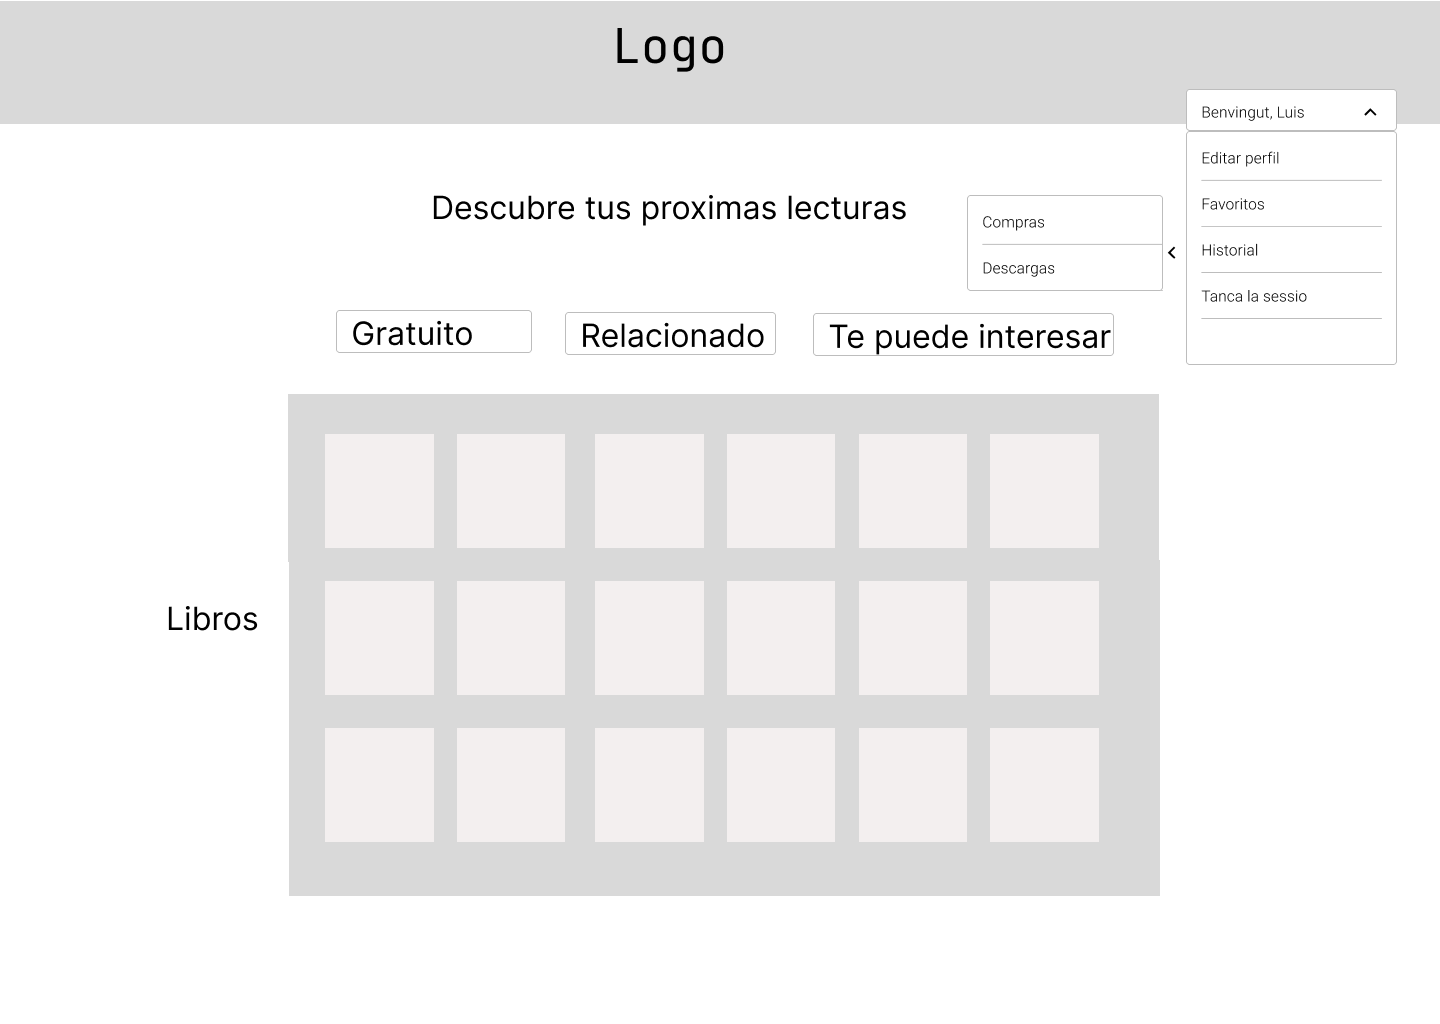 Logo
Benvingut, Luis
Editar perfil
Favoritos
Historial
Tanca la sessio
Descubre tus proximas lecturas
Compras
Descargas
Gratuito
Relacionado
Te puede interesar
Libros